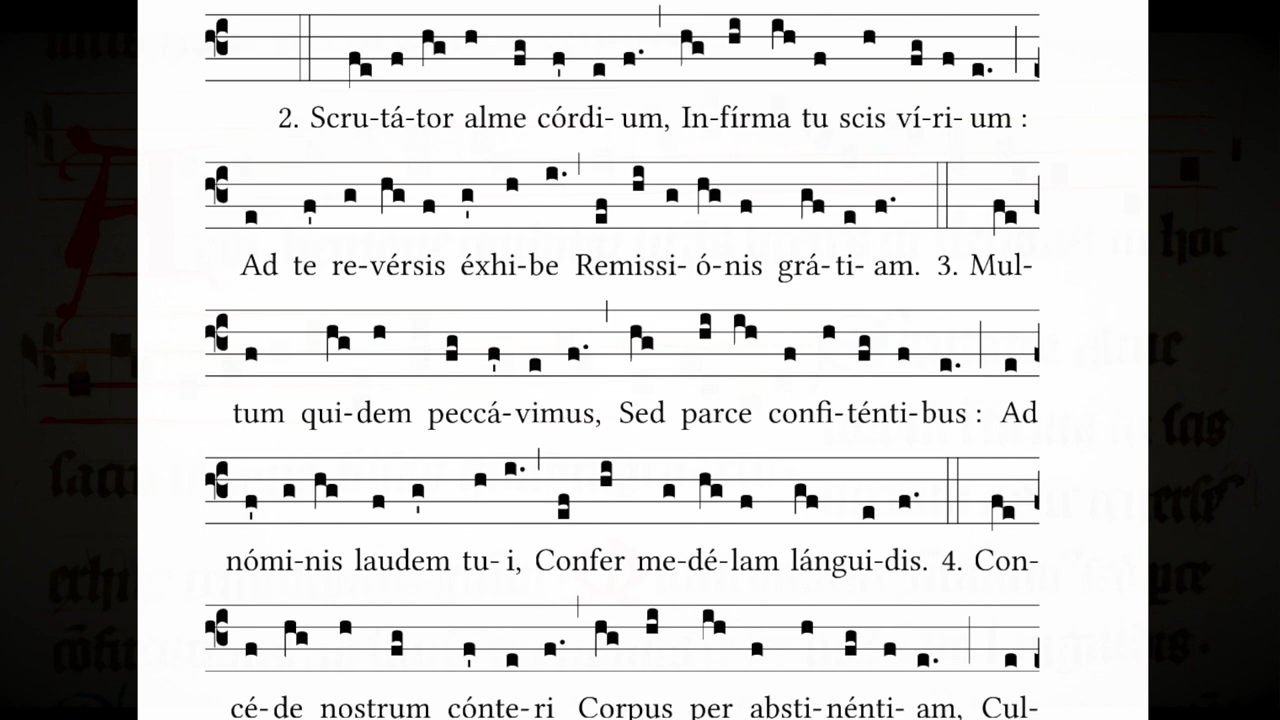 2. Scru-tá-tor alme córdi- um, In-fírma tu scis ví-ri- um :
Ad te re-vérsis éxhi-be Remissi- ó-nis grá-ti- am. 3. Mul-
tum qui-dem peccá-vimus, Sed parce confi-ténti-bus : Ad
nómi-nis laudem tu- i, Confer me-dé-lam lángui-dis. 4. Con-
cé-de nostrum cónte-ri Corpus per absti-nénti- am, Cul-